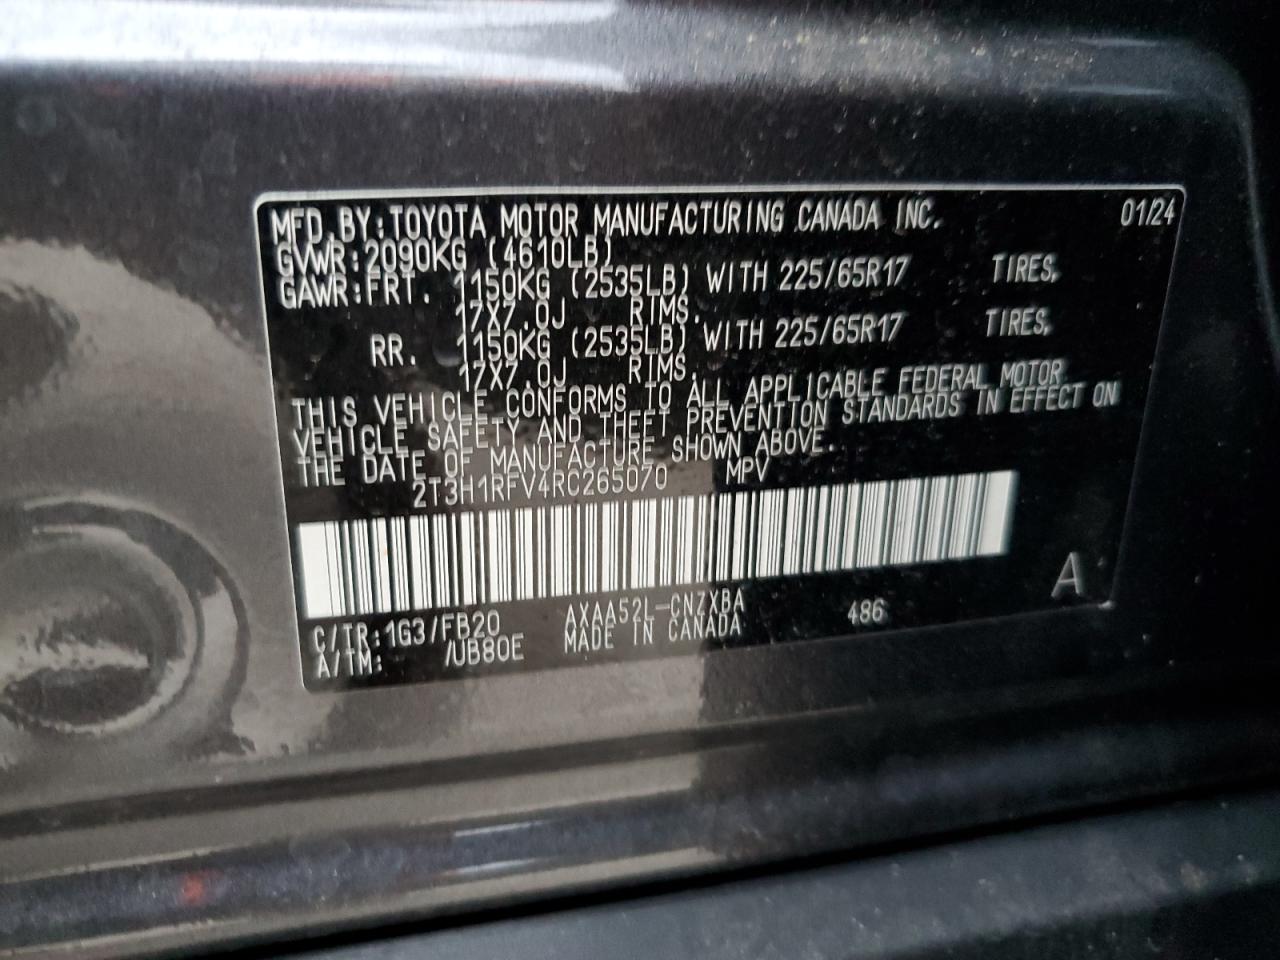 MFD.BY:TOYOTA MOTOR MANUFACTURING CANADA INC. 01/24
GVWR:2090KG (4610LB)
GAWR:FRT. 1150KG (2535LB) WITH 225/65R17 TIRES,
17X7.0J RIMS.
RR. 1150KG (2535LB) WITH 225/65R17 TIRES,
17X7.0J RIMS.
THIS VEHICLE CONFORMS TO ALL APPLICABLE FEDERAL MOTOR
VEHICLE SAFETY AND THEFT PREVENTION STANDARDS IN EFFECT ON
THE DATE OF MANUFACTURE SHOWN ABOVE.
2T3H1RFV4RC265070 MPV
A
C/TR:1G3/FB20 AXAA52L-CNZXBA 486
A/TM: /UB80E MADE IN CANADA